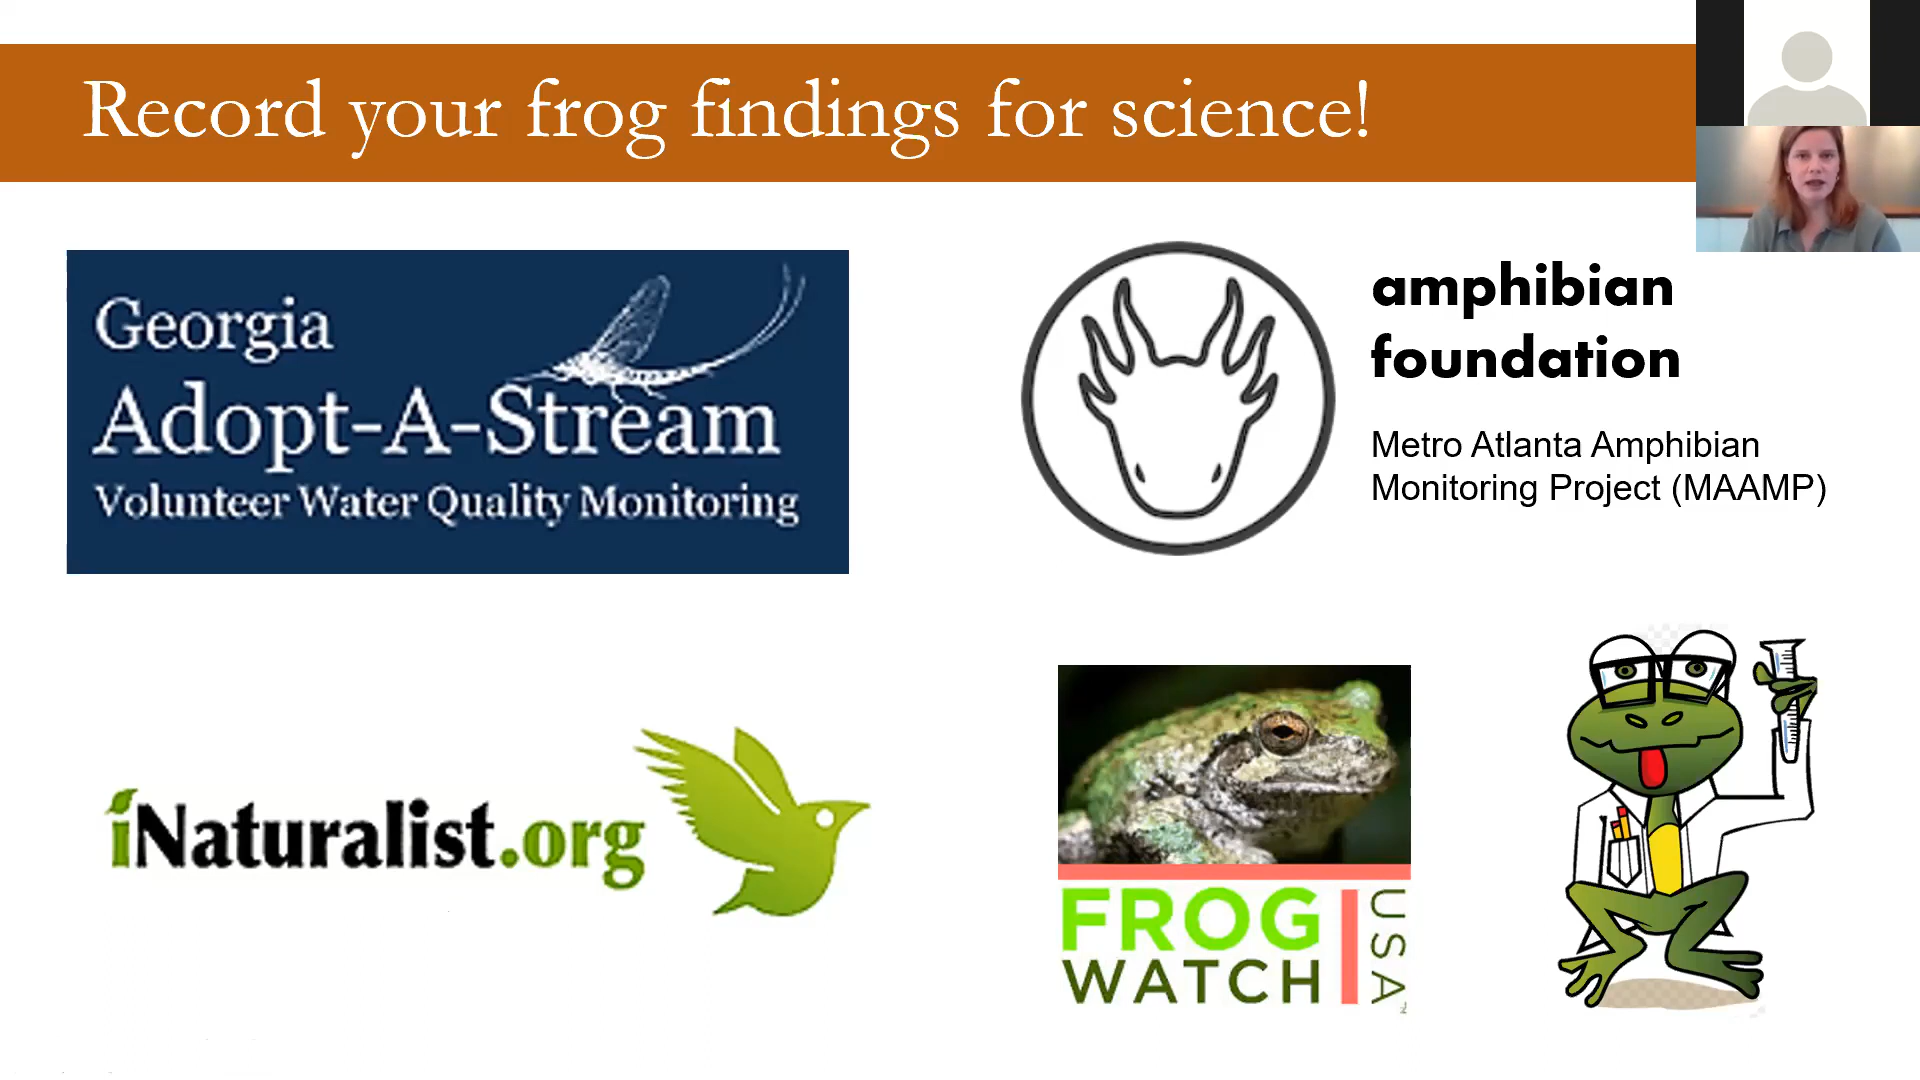 Record your frog findings for science!
Georgia
Adopt-A-Stream
Volunteer Water Quality Monitoring
amphibian
foundation
Metro Atlanta Amphibian
Monitoring Project (MAAMP)
iNaturalist.org
FROG
WATCH
USA